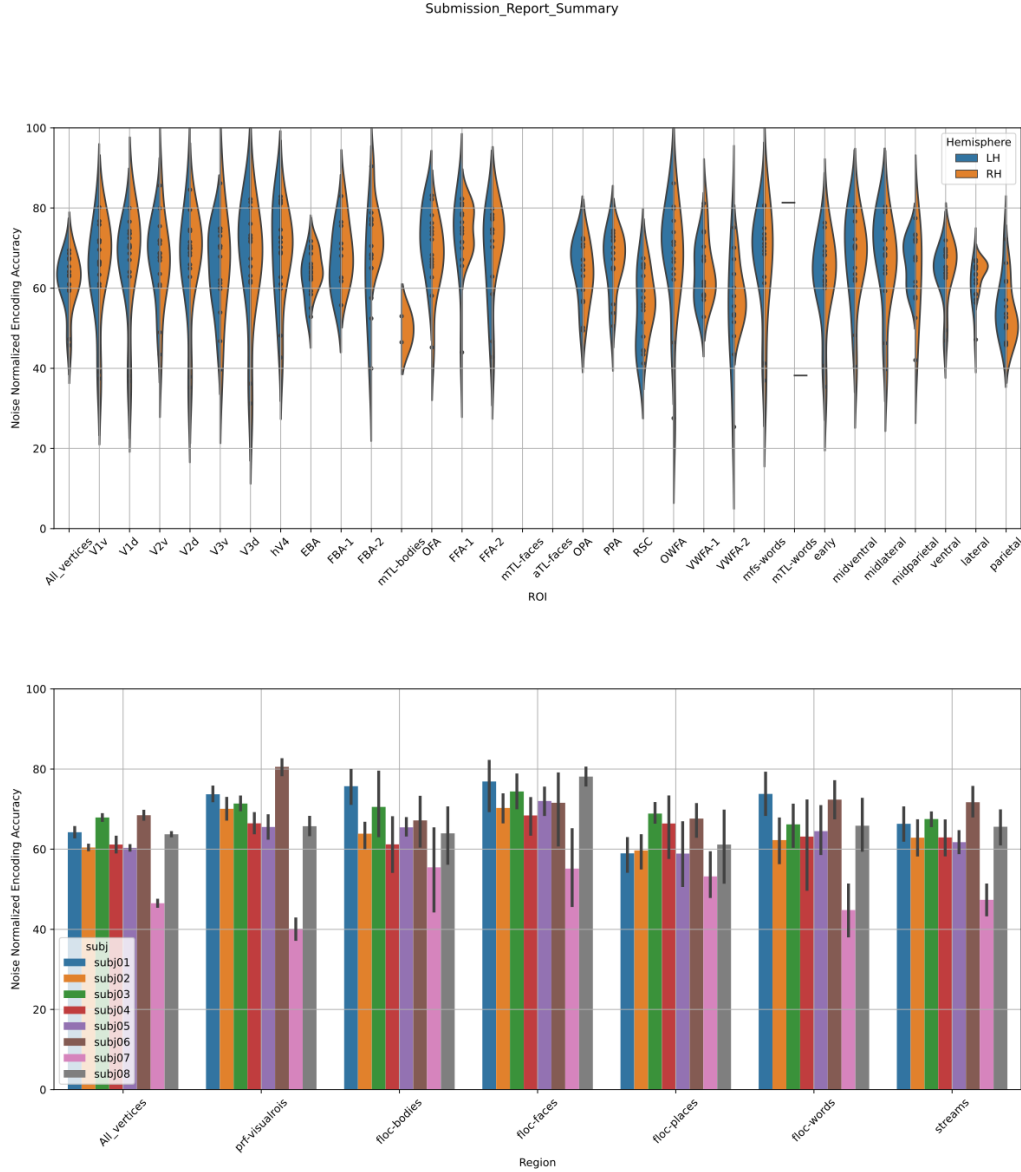 Submission_Report_Summary
Noise Normalized Encoding Accuracy
100
80
60
40
20
0
Hemisphere
LH
RH
All_vertices
V1v
V1d
V2v
V2d
V3v
V3d
hV4
EBA
FBA-1
FBA-2
mTL-bodies
OFA
FFA-1
FFA-2
mTL-faces
aTL-faces
OPA
PPA
RSC
OWFA
VWFA-1
VWFA-2
mfs-words
mTL-words
early
midventral
midlateral
midparietal
ventral
lateral
parietal
ROI
Noise Normalized Encoding Accuracy
100
80
60
40
20
0
subj
subj01
subj02
subj03
subj04
subj05
subj06
subj07
subj08
All_vertices
prf-visualrois
floc-bodies
floc-faces
floc-places
floc-words
streams
Region